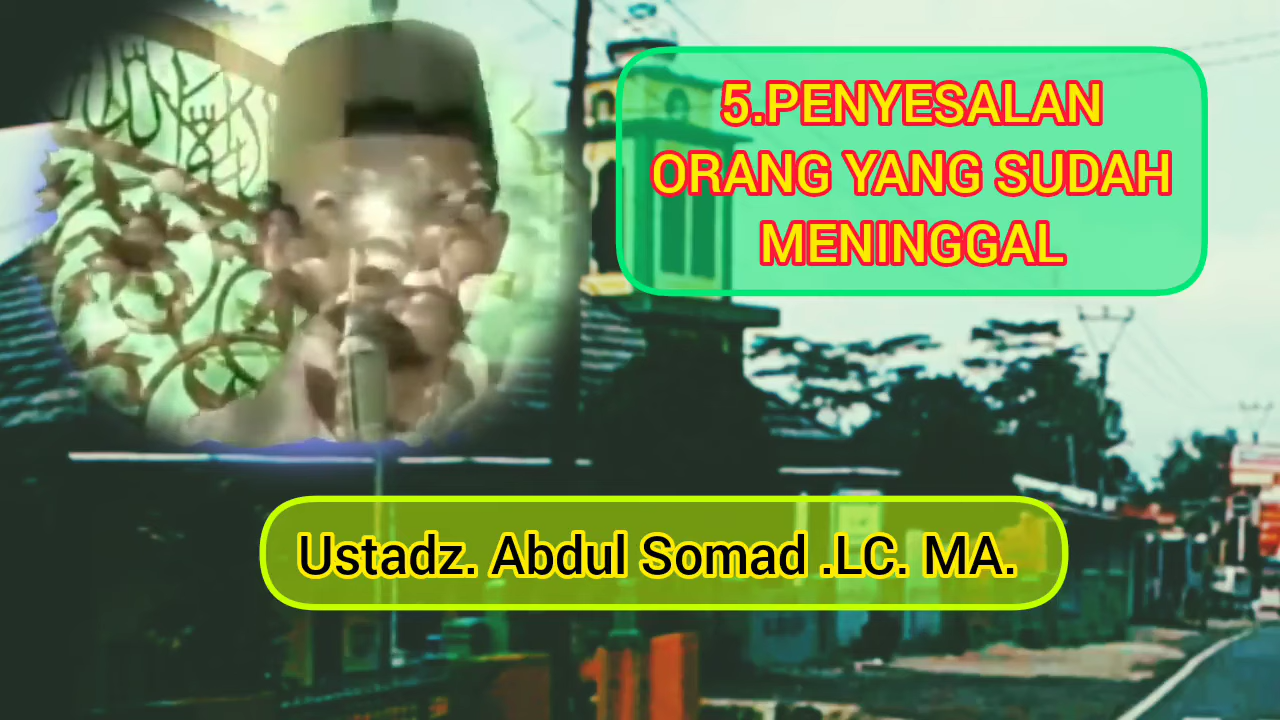 5.PENYESALAN
ORANG YANG SUDAH
MENINGGAL
Ustadz. Abdul Somad .LC. MA.